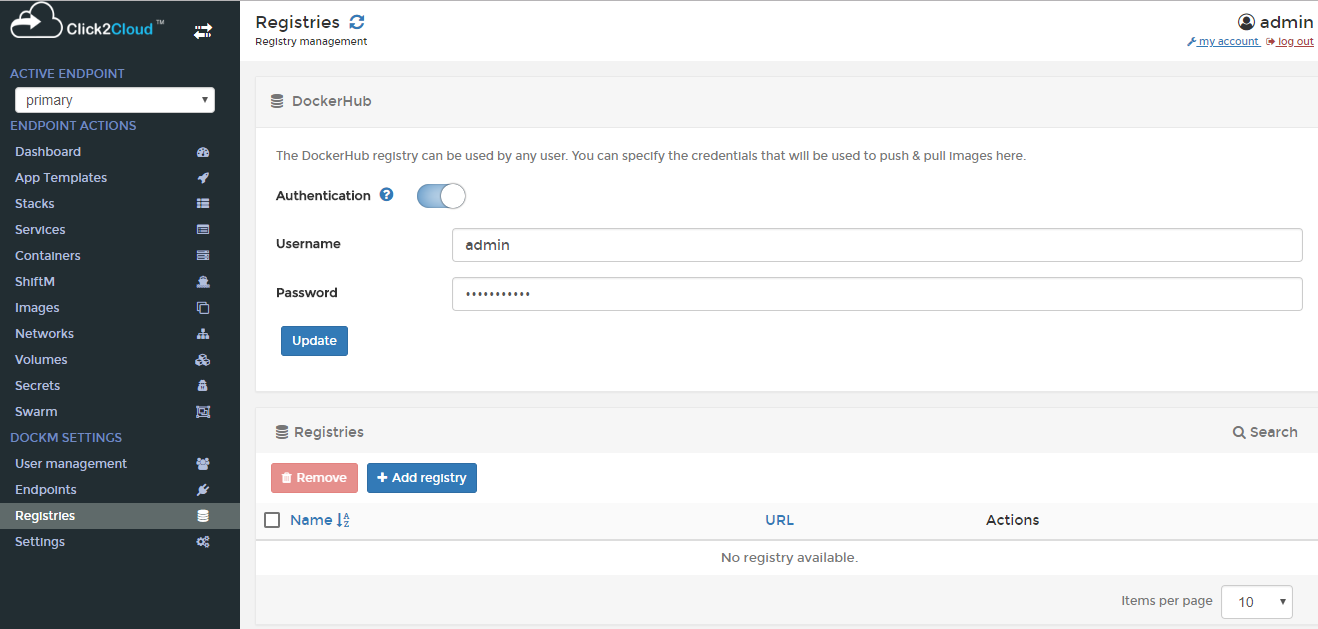 Click2Cloud™
ACTIVE ENDPOINT
primary
ENDPOINT ACTIONS
Dashboard
App Templates
Stacks
Services
Containers
ShiftM
Images
Networks
Volumes
Secrets
Swarm
DOCKM SETTINGS
User management
Endpoints
Registries
Settings
Registries
Registry management
admin
my account log out
DockerHub
The DockerHub registry can be used by any user. You can specify the credentials that will be used to push & pull images here.
Authentication
Username admin
Password •••••••••••
Update
Registries Search
Remove Add registry
Name URL Actions
No registry available.
Items per page 10